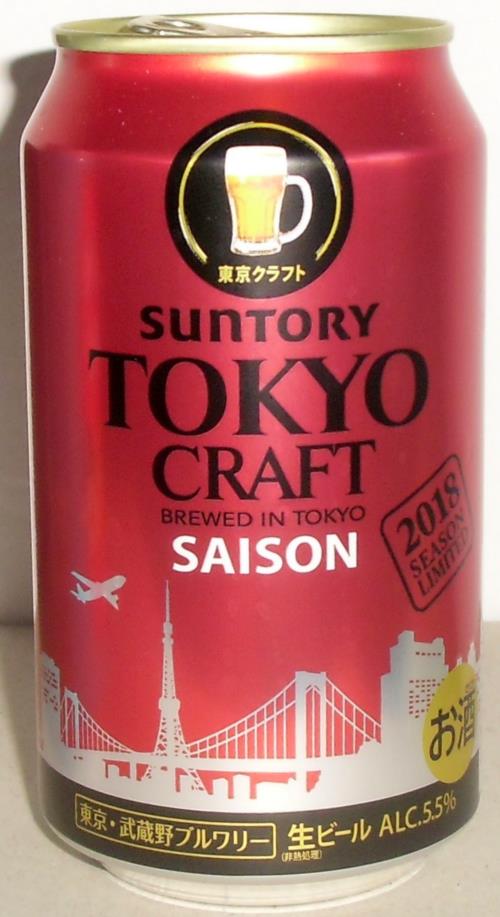 東京クラフト
SUNTORY
TOKYO
CRAFT
BREWED IN TOKYO
SAISON
2018
SEASON
LIMITED
お酒
東京・武蔵野ブルワリー
生ビール ALC.5.5%
(非熱処理)